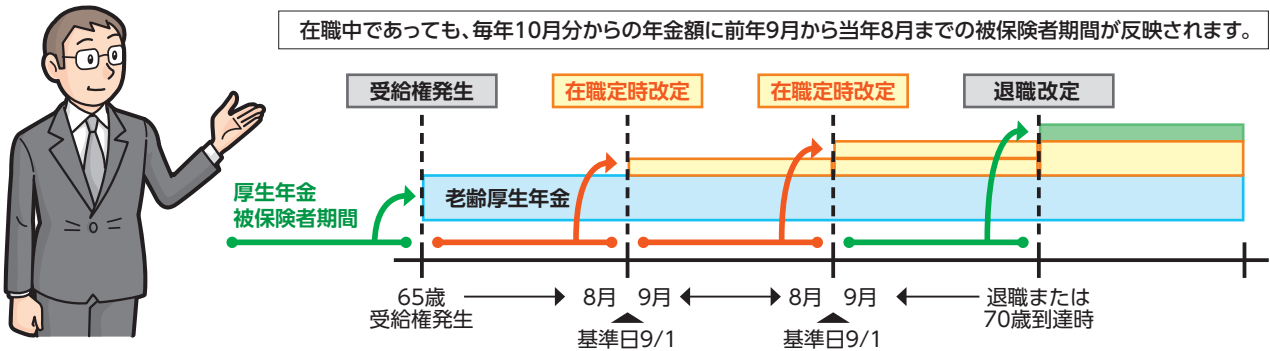 在職中であっても、毎年10月分からの年金額に前年9月から当年8月までの被保険者期間が反映されます。
受給権発生
在職定時改定
在職定時改定
退職改定
厚生年金
被保険者期間
老齢厚生年金
65歳
受給権発生
8月
9月
8月
9月
退職または
70歳到達時
基準日9/1
基準日9/1